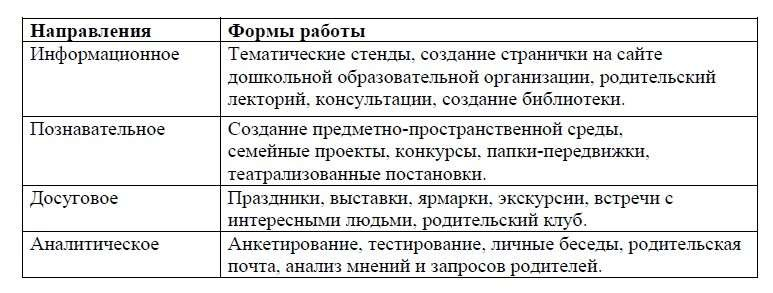 Направления Формы работы
Информационное Тематические стенды, создание странички на сайте
дошкольной образовательной организации, родительский
лекторий, консультации, создание библиотеки.
Познавательное Создание предметно-пространственной среды,
семейные проекты, конкурсы, папки-передвижки,
театрализованные постановки.
Досуговое Праздники, выставки, ярмарки, экскурсии, встречи с
интересными людьми, родительский клуб.
Аналитическое Анкетирование, тестирование, личные беседы, родительская
почта, анализ мнений и запросов родителей.